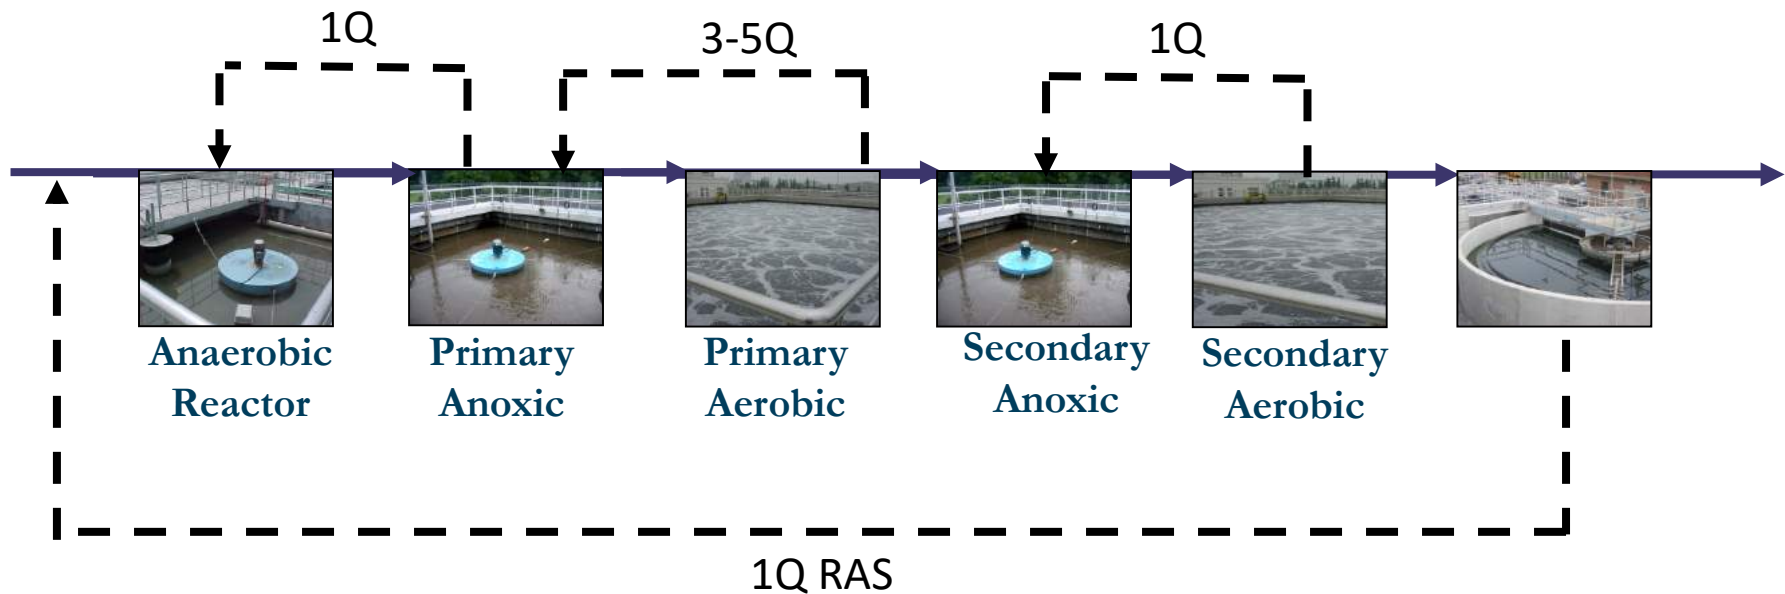 1Q
3-5Q
1Q
Anaerobic
Reactor
Primary
Anoxic
Primary
Aerobic
Secondary
Anoxic
Secondary
Aerobic
1Q RAS